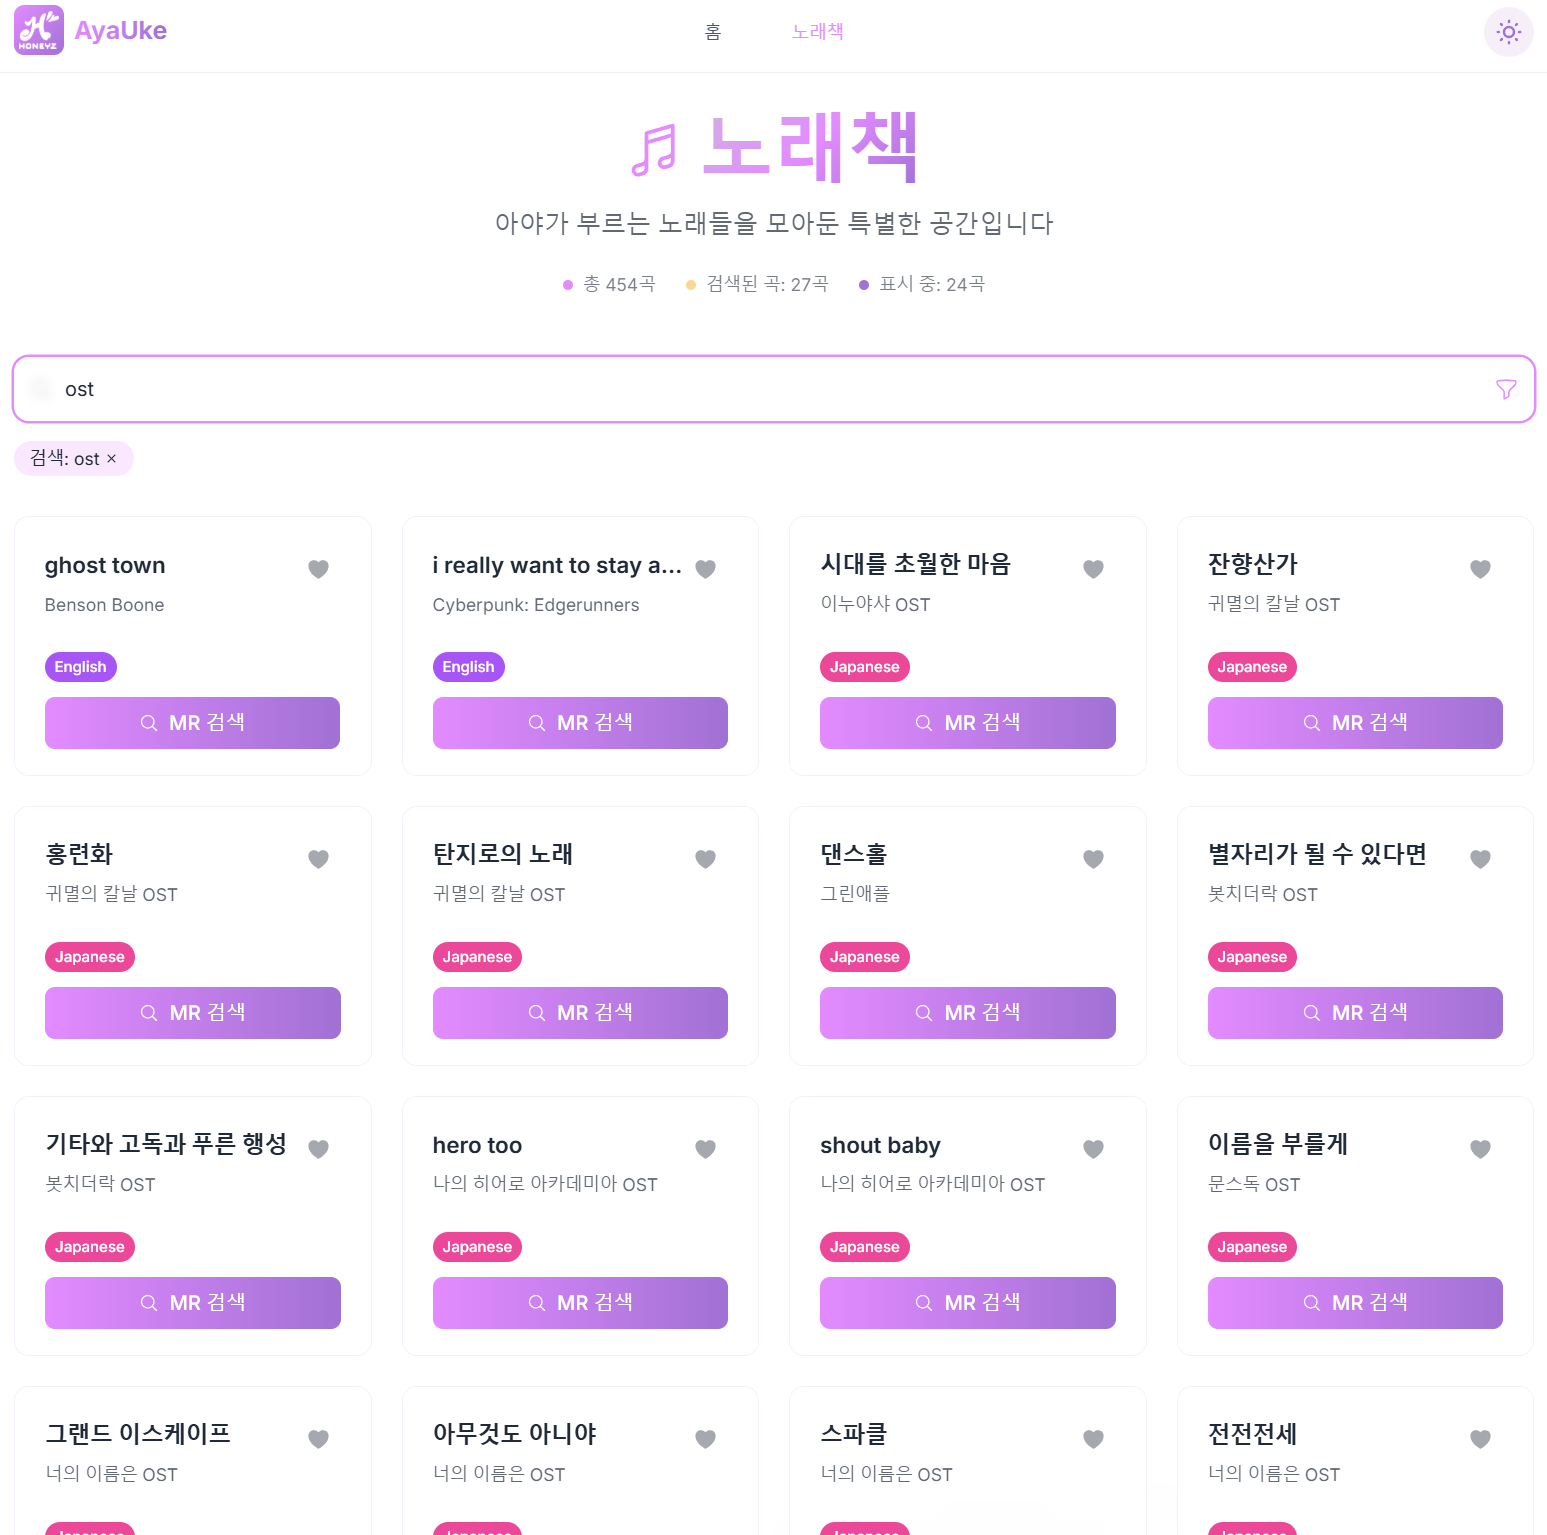 HONEYZ
AyaUke
홈
노래책
노래책
아야가 부르는 노래들을 모아둔 특별한 공간입니다
총 454곡
검색된 곡: 27곡
표시 중: 24곡
ost
검색: ost ×
ghost town
Benson Boone
English
MR 검색
i really want to stay a...
Cyberpunk: Edgerunners
English
MR 검색
시대를 초월한 마음
이누야샤 OST
Japanese
MR 검색
잔향산가
귀멸의 칼날 OST
Japanese
MR 검색
홍련화
귀멸의 칼날 OST
Japanese
MR 검색
탄지로의 노래
귀멸의 칼날 OST
Japanese
MR 검색
댄스홀
그린애플
Japanese
MR 검색
별자리가 될 수 있다면
봇치더락 OST
Japanese
MR 검색
기타와 고독과 푸른 행성
봇치더락 OST
Japanese
MR 검색
hero too
나의 히어로 아카데미아 OST
Japanese
MR 검색
shout baby
나의 히어로 아카데미아 OST
Japanese
MR 검색
이름을 부를게
문스독 OST
Japanese
MR 검색
그랜드 이스케이프
너의 이름은 OST
아무것도 아니야
너의 이름은 OST
스파클
너의 이름은 OST
전전전세
너의 이름은 OST